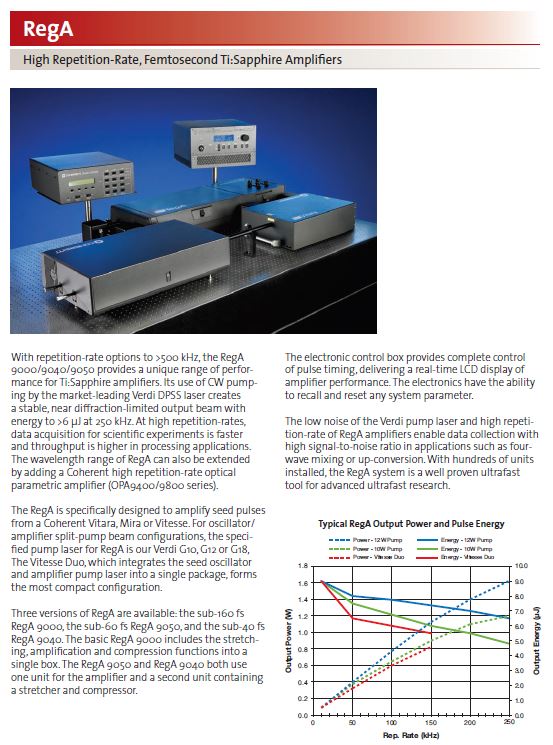 RegA
High Repetition-Rate, Femtosecond Ti:Sapphire Amplifiers
With repetition-rate options to >500 kHz, the RegA
9000/9040/9050 provides a unique range of perfor-
mance for Ti:Sapphire amplifiers. Its use of CW pump-
ing by the market-leading Verdi DPSS laser creates
a stable, near diffraction-limited output beam with
energy to >6 µJ at 250 kHz. At high repetition-rates,
data acquisition for scientific experiments is faster
and throughput is higher in processing applications.
The wavelength range of RegA can also be extended
by adding a Coherent high repetition-rate optical
parametric amplifier (OPA9400/9800 series).
The RegA is specifically designed to amplify seed pulses
from a Coherent Vitara, Mira or Vitesse. For oscillator/
amplifier split-pump beam configurations, the speci-
fied pump laser for RegA is our Verdi G10, G12 or G18,
The Vitesse Duo, which integrates the seed oscillator
and amplifier pump laser into a single package, forms
the most compact configuration.
Three versions of RegA are available: the sub-160 fs
RegA 9000, the sub-60 fs RegA 9050, and the sub-40 fs
RegA 9040. The basic RegA 9000 includes the stretch-
ing, amplification and compression functions into a
single box. The RegA 9050 and RegA 9040 both use
one unit for the amplifier and a second unit containing
a stretcher and compressor.
The electronic control box provides complete control
of pulse timing, delivering a real-time LCD display of
amplifier performance. The electronics have the ability
to recall and reset any system parameter.
The low noise of the Verdi pump laser and high repeti-
tion-rate of RegA amplifiers enable data collection with
high signal-to-noise ratio in applications such as four-
wave mixing or up-conversion. With hundreds of units
installed, the RegA system is a well proven ultrafast
tool for advanced ultrafast research.
Typical RegA Output Power and Pulse Energy
Power - 12W Pump Energy - 12W Pump
Power - 10W Pump Energy - 10W Pump
Power - Vitesse Duo Energy - Vitesse Duo
1.8 10.0
1.6 9.0
1.4 8.0
1.2 7.0
1.0 6.0
0.8 5.0
0.6 4.0
0.4 3.0
0.2 2.0
0.0 1.0
0.0
Output Power (W)
Output Energy (µJ)
0 50 100 150 200 250
Rep. Rate (kHz)